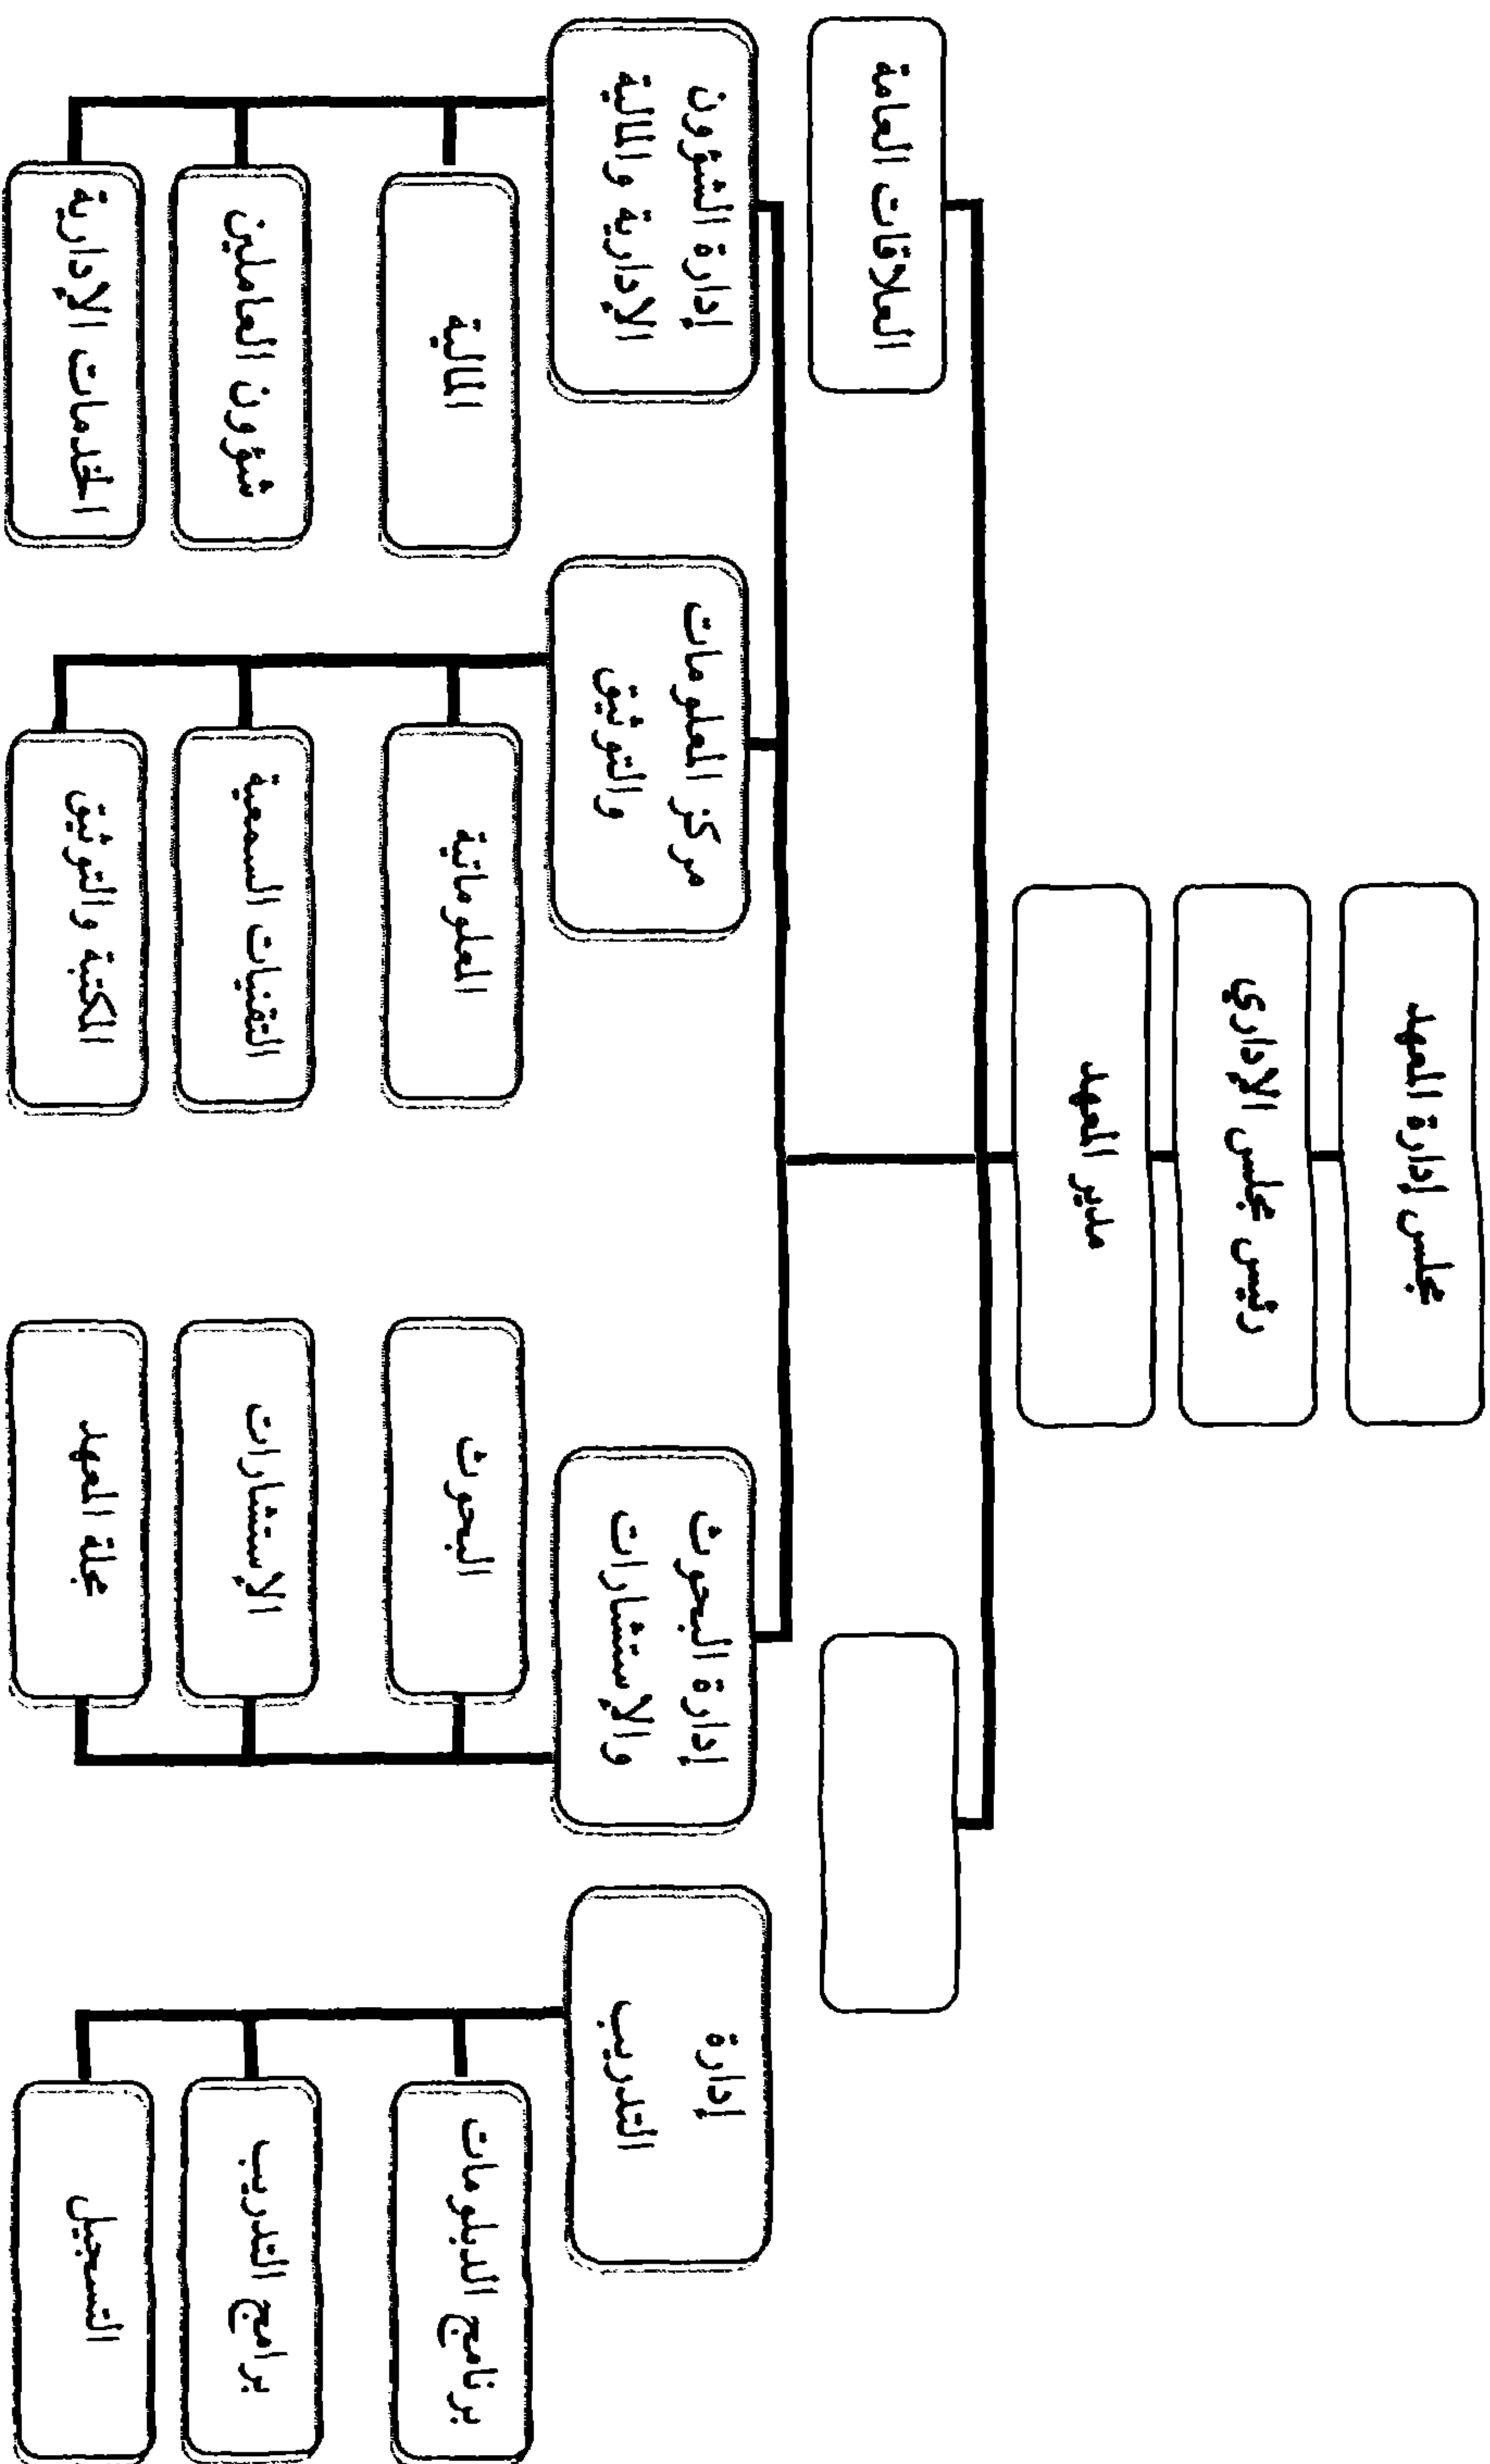 مجلس إدارة المعهد
رئيس مجلس الإداري
مدير المعهد
العلاقات العامة
إدارة
التدريب
إدارة البحوث
والإستشارات
مركز المعلومات
والتوثيق
إدارة الشؤون
الإدارية والمالية
برنامج الدبلومات
برامج التدريب
التسجيل
البحوث
الإستشارات
مجلة المعهد
المعلوماتية
التقنيات السمعية
المكتبة والتوثيق
المالية
شؤون العاملين
الخدمات الإدارية